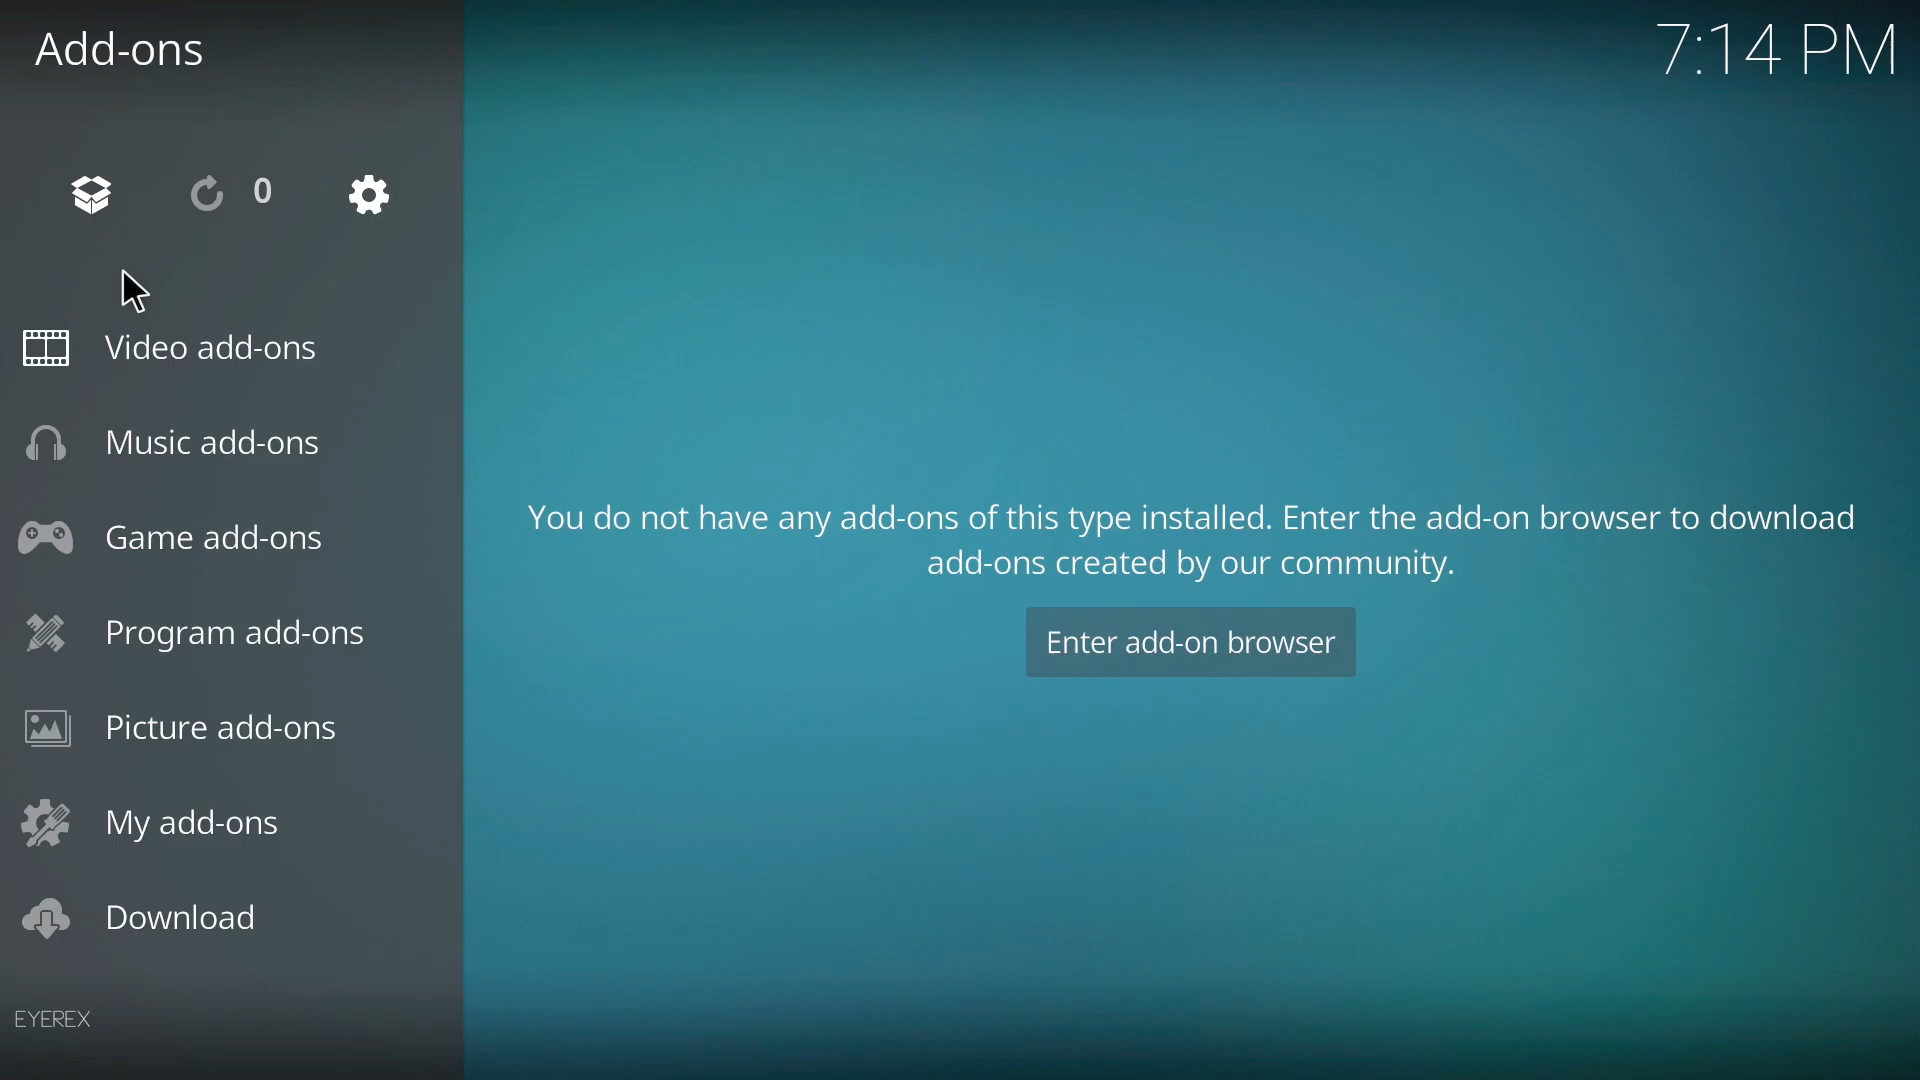 Add-ons
7:14 PM
0
Video add-ons
Music add-ons
Game add-ons
Program add-ons
Picture add-ons
My add-ons
Download
You do not have any add-ons of this type installed. Enter the add-on browser to download
add-ons created by our community.
Enter add-on browser
EYEREX